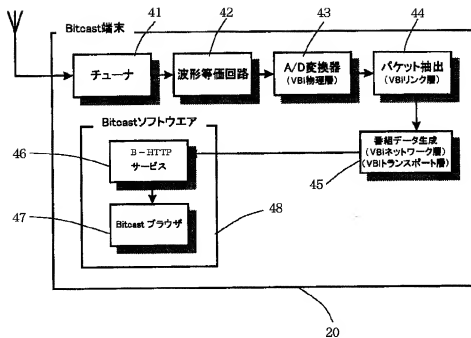 Bitcast端末
41
42
43
44
チューナ
波形等価回路
A/D変換器
(VBI物理層)
パケット抽出
(VBIリンク層)
Bitcastソフトウエア
46
B-HTTP
サービス
番組データ生成
(VBIネットワーク層)
(VBIトランスポート層)
45
47
Bitcast ブラウザ
48
20